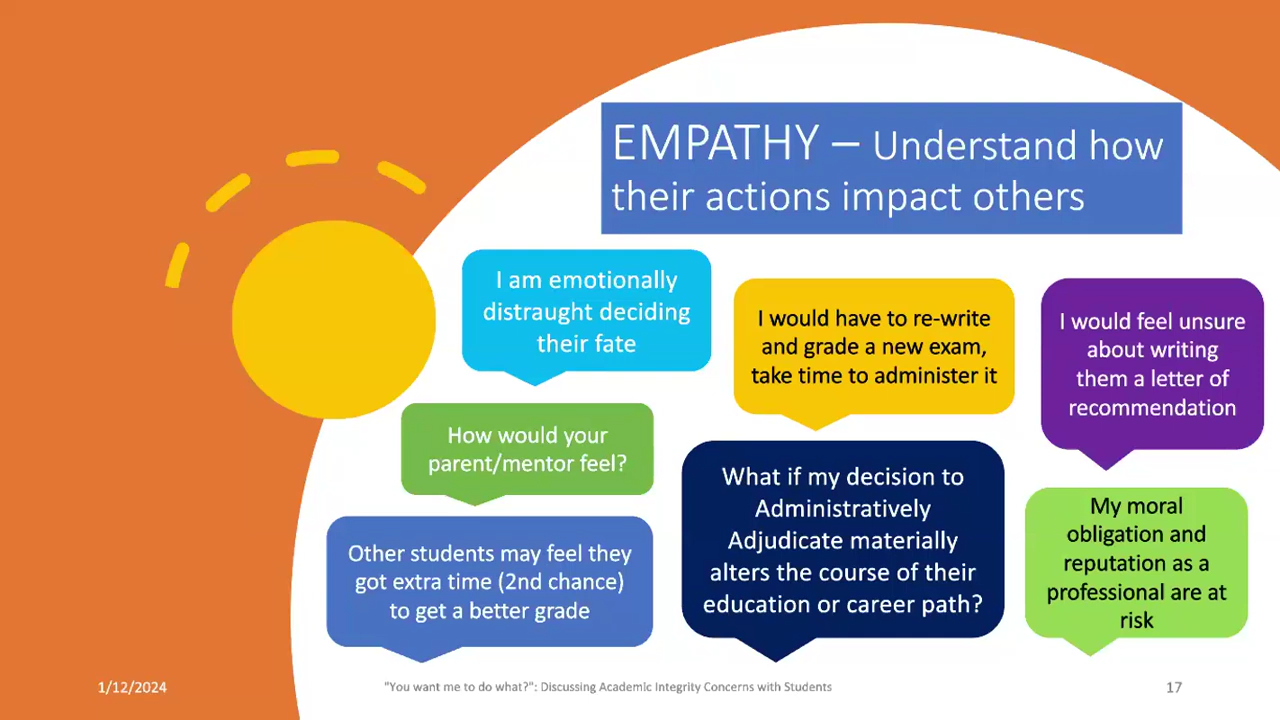 EMPATHY – Understand how
their actions impact others
I am emotionally
distraught deciding
their fate
I would have to re-write
and grade a new exam,
take time to administer it
I would feel unsure
about writing
them a letter of
recommendation
How would your
parent/mentor feel?
What if my decision to
Administratively
Adjudicate materially
alters the course of their
education or career path?
My moral
obligation and
reputation as a
professional are at
risk
Other students may feel they
got extra time (2nd chance)
to get a better grade
1/12/2024
"You want me to do what?": Discussing Academic Integrity Concerns with Students
17